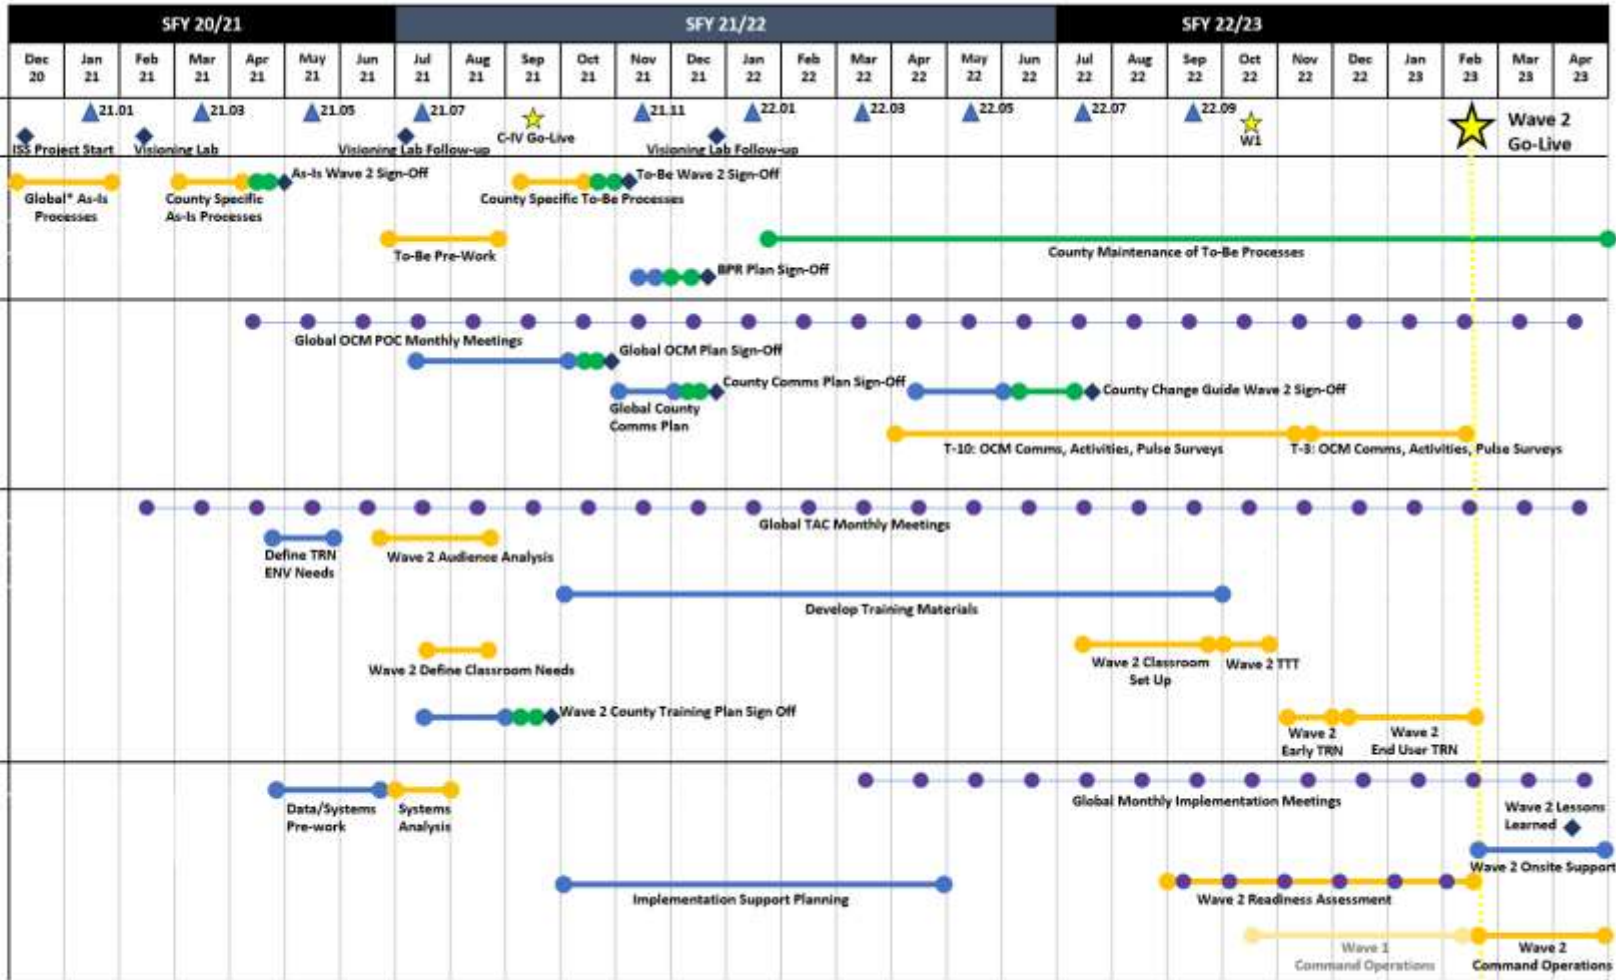 SFY 20/21 SFY 21/22 SFY 22/23
Dec Jan Feb Mar Apr May Jun Jul Aug Sep Oct Nov Dec Jan Feb Mar Apr May Jun Jul Aug Sep Oct Nov Dec Jan Feb Mar Apr
20 21 21 21 21 21 21 21 21 21 21 21 21 22 22 22 22 22 22 22 22 22 22 22 22 23 23 23 23
21.01 21.03 21.05 21.07 21.11 22.01 22.03 22.05 22.07 22.09
Wave 2
Go-Live
C-IV Go-Live
W1
ISS Project Start Visioning Lab Visioning Lab Follow-up Visioning Lab Follow-up
As-Is Wave 2 Sign-Off To-Be Wave 2 Sign-Off
Global* As-Is
Processes
County Specific
As-Is Processes
County Specific To-Be Processes
To-Be Pre-Work
County Maintenance of To-Be Processes
BPR Plan Sign-Off
Global OCM POC Monthly Meetings
Global OCM Plan Sign-Off
County Comms Plan Sign-Off
County Change Guide Wave 2 Sign-Off
Global County
Comms Plan
T-10: OCM Comms, Activities, Pulse Surveys
T-3: OCM Comms, Activities, Pulse Surveys
Global TAC Monthly Meetings
Define TRN
ENV Needs
Wave 2 Audience Analysis
Develop Training Materials
Wave 2 Define Classroom Needs
Wave 2 Classroom
Set Up
Wave 2 TTT
Wave 2 County Training Plan Sign Off
Wave 2
Early TRN
Wave 2
End User TRN
Global Monthly Implementation Meetings
Data/Systems
Pre-work
Systems
Analysis
Wave 2 Lessons
Learned
Wave 2 Onsite Support
Implementation Support Planning
Wave 2 Readiness Assessment
Wave 1
Command Operations
Wave 2
Command Operations